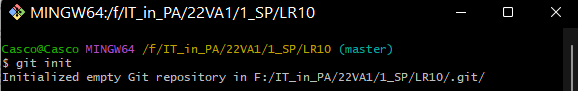 MINGW64:/f/IT_in_PA/22VA1/1_SP/LR10
Casco@Casco MINGW64 /f/IT_in_PA/22VA1/1_SP/LR10 (master)
$ git init
Initialized empty Git repository in F:/IT_in_PA/22VA1/1_SP/LR10/.git/